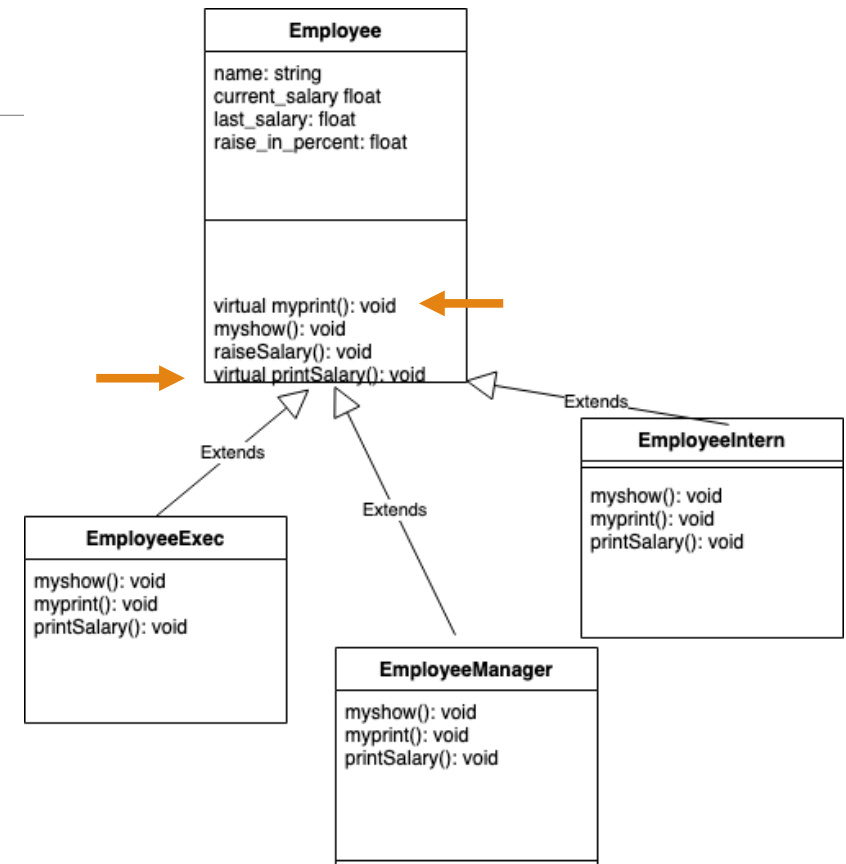 Employee
name: string
current_salary float
last_salary: float
raise_in_percent: float
virtual myprint(): void
myshow(): void
raiseSalary(): void
virtual printSalary(): void
Extends
Extends
Extends
EmployeeIntern
myshow(): void
myprint(): void
printSalary(): void
EmployeeExec
myshow(): void
myprint(): void
printSalary(): void
EmployeeManager
myshow(): void
myprint(): void
printSalary(): void